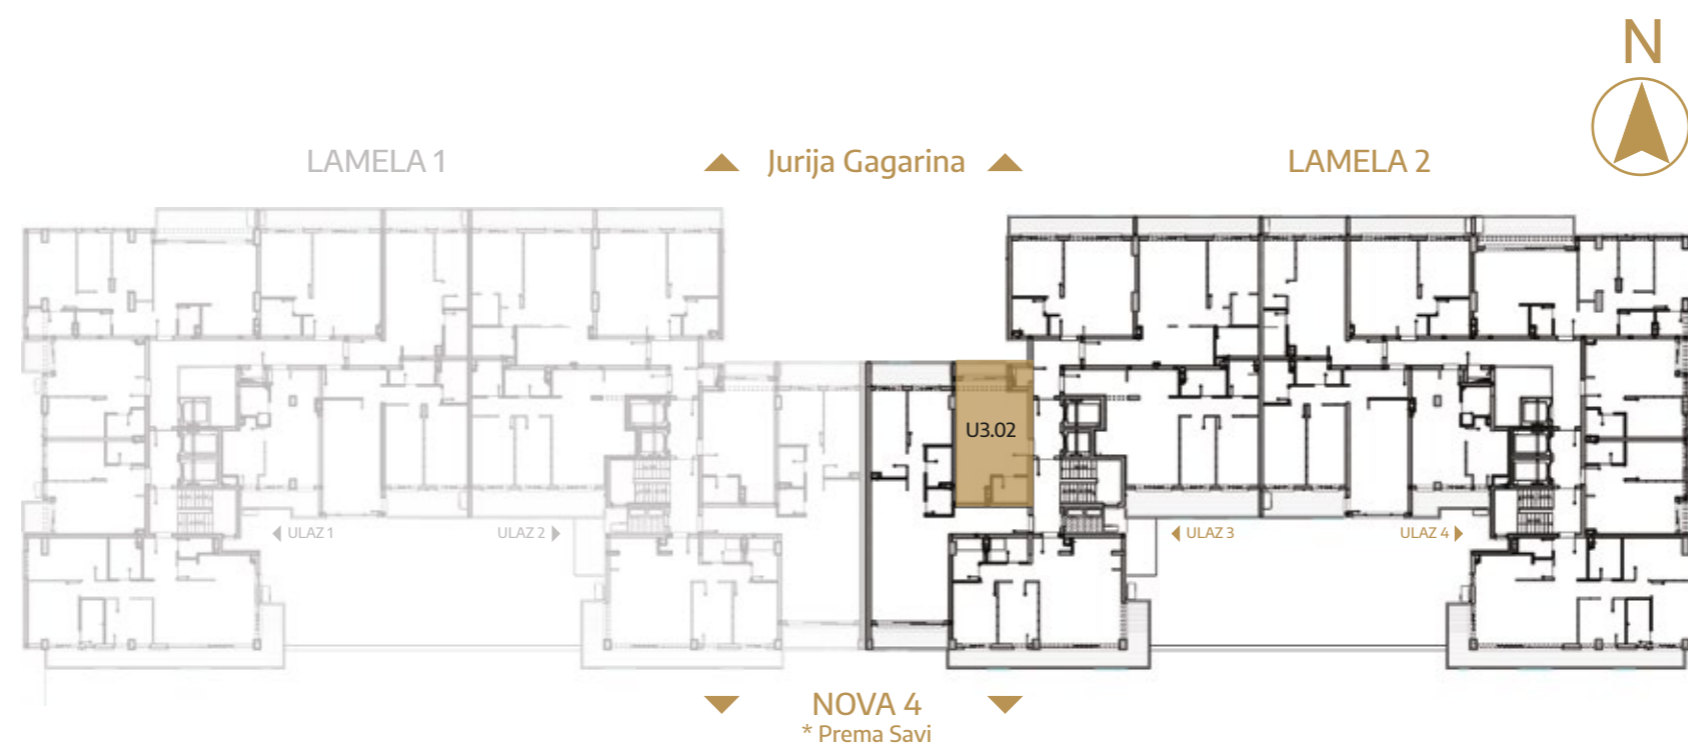 N
LAMELA 1
Jurija Gagarina
LAMELA 2
U3.02
ULAZ 1
ULAZ 2
ULAZ 3
ULAZ 4
NOVA 4
* Prema Savi